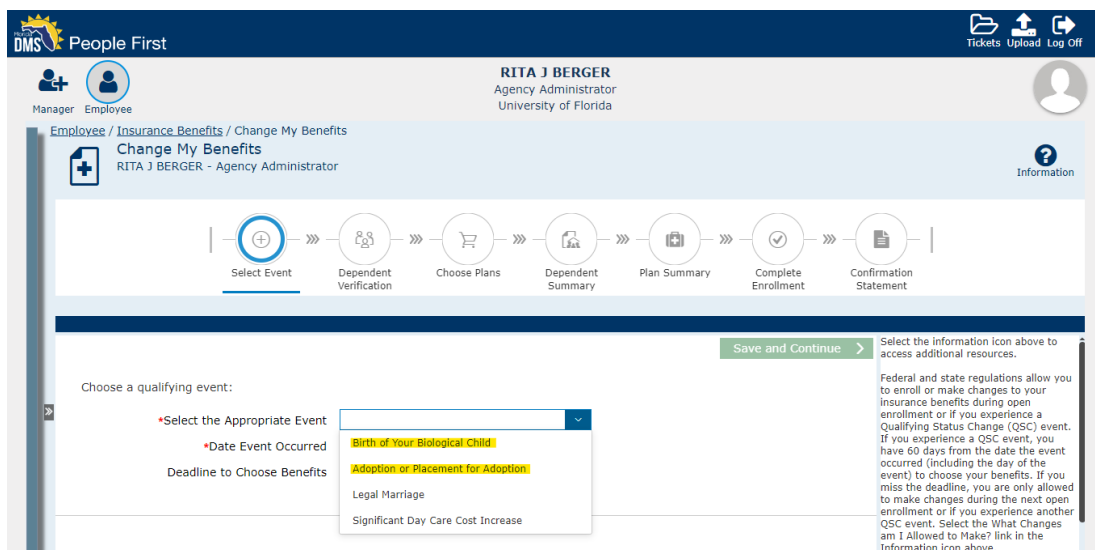 Florida
DMS People First
Tickets Upload Log Off
RITA J BERGER
Agency Administrator
University of Florida
Manager Employee
Employee / Insurance Benefits / Change My Benefits
Change My Benefits
RITA J BERGER - Agency Administrator
Information
Select Event
Dependent
Verification
Choose Plans
Dependent
Summary
Plan Summary
Complete
Enrollment
Confirmation
Statement
Save and Continue
Choose a qualifying event:
*Select the Appropriate Event
*Date Event Occurred
Deadline to Choose Benefits
Birth of Your Biological Child
Adoption or Placement for Adoption
Legal Marriage
Significant Day Care Cost Increase
Select the information icon above to
access additional resources.
Federal and state regulations allow you
to enroll or make changes to your
insurance benefits during open
enrollment or if you experience a
Qualifying Status Change (QSC) event.
If you experience a QSC event, you
have 60 days from the date the event
occurred (including the day of the
event) to choose your benefits. If you
miss the deadline, you are only allowed
to make changes during the next open
enrollment or if you experience another
QSC event. Select the What Changes
am I Allowed to Make? link in the
Information icon above